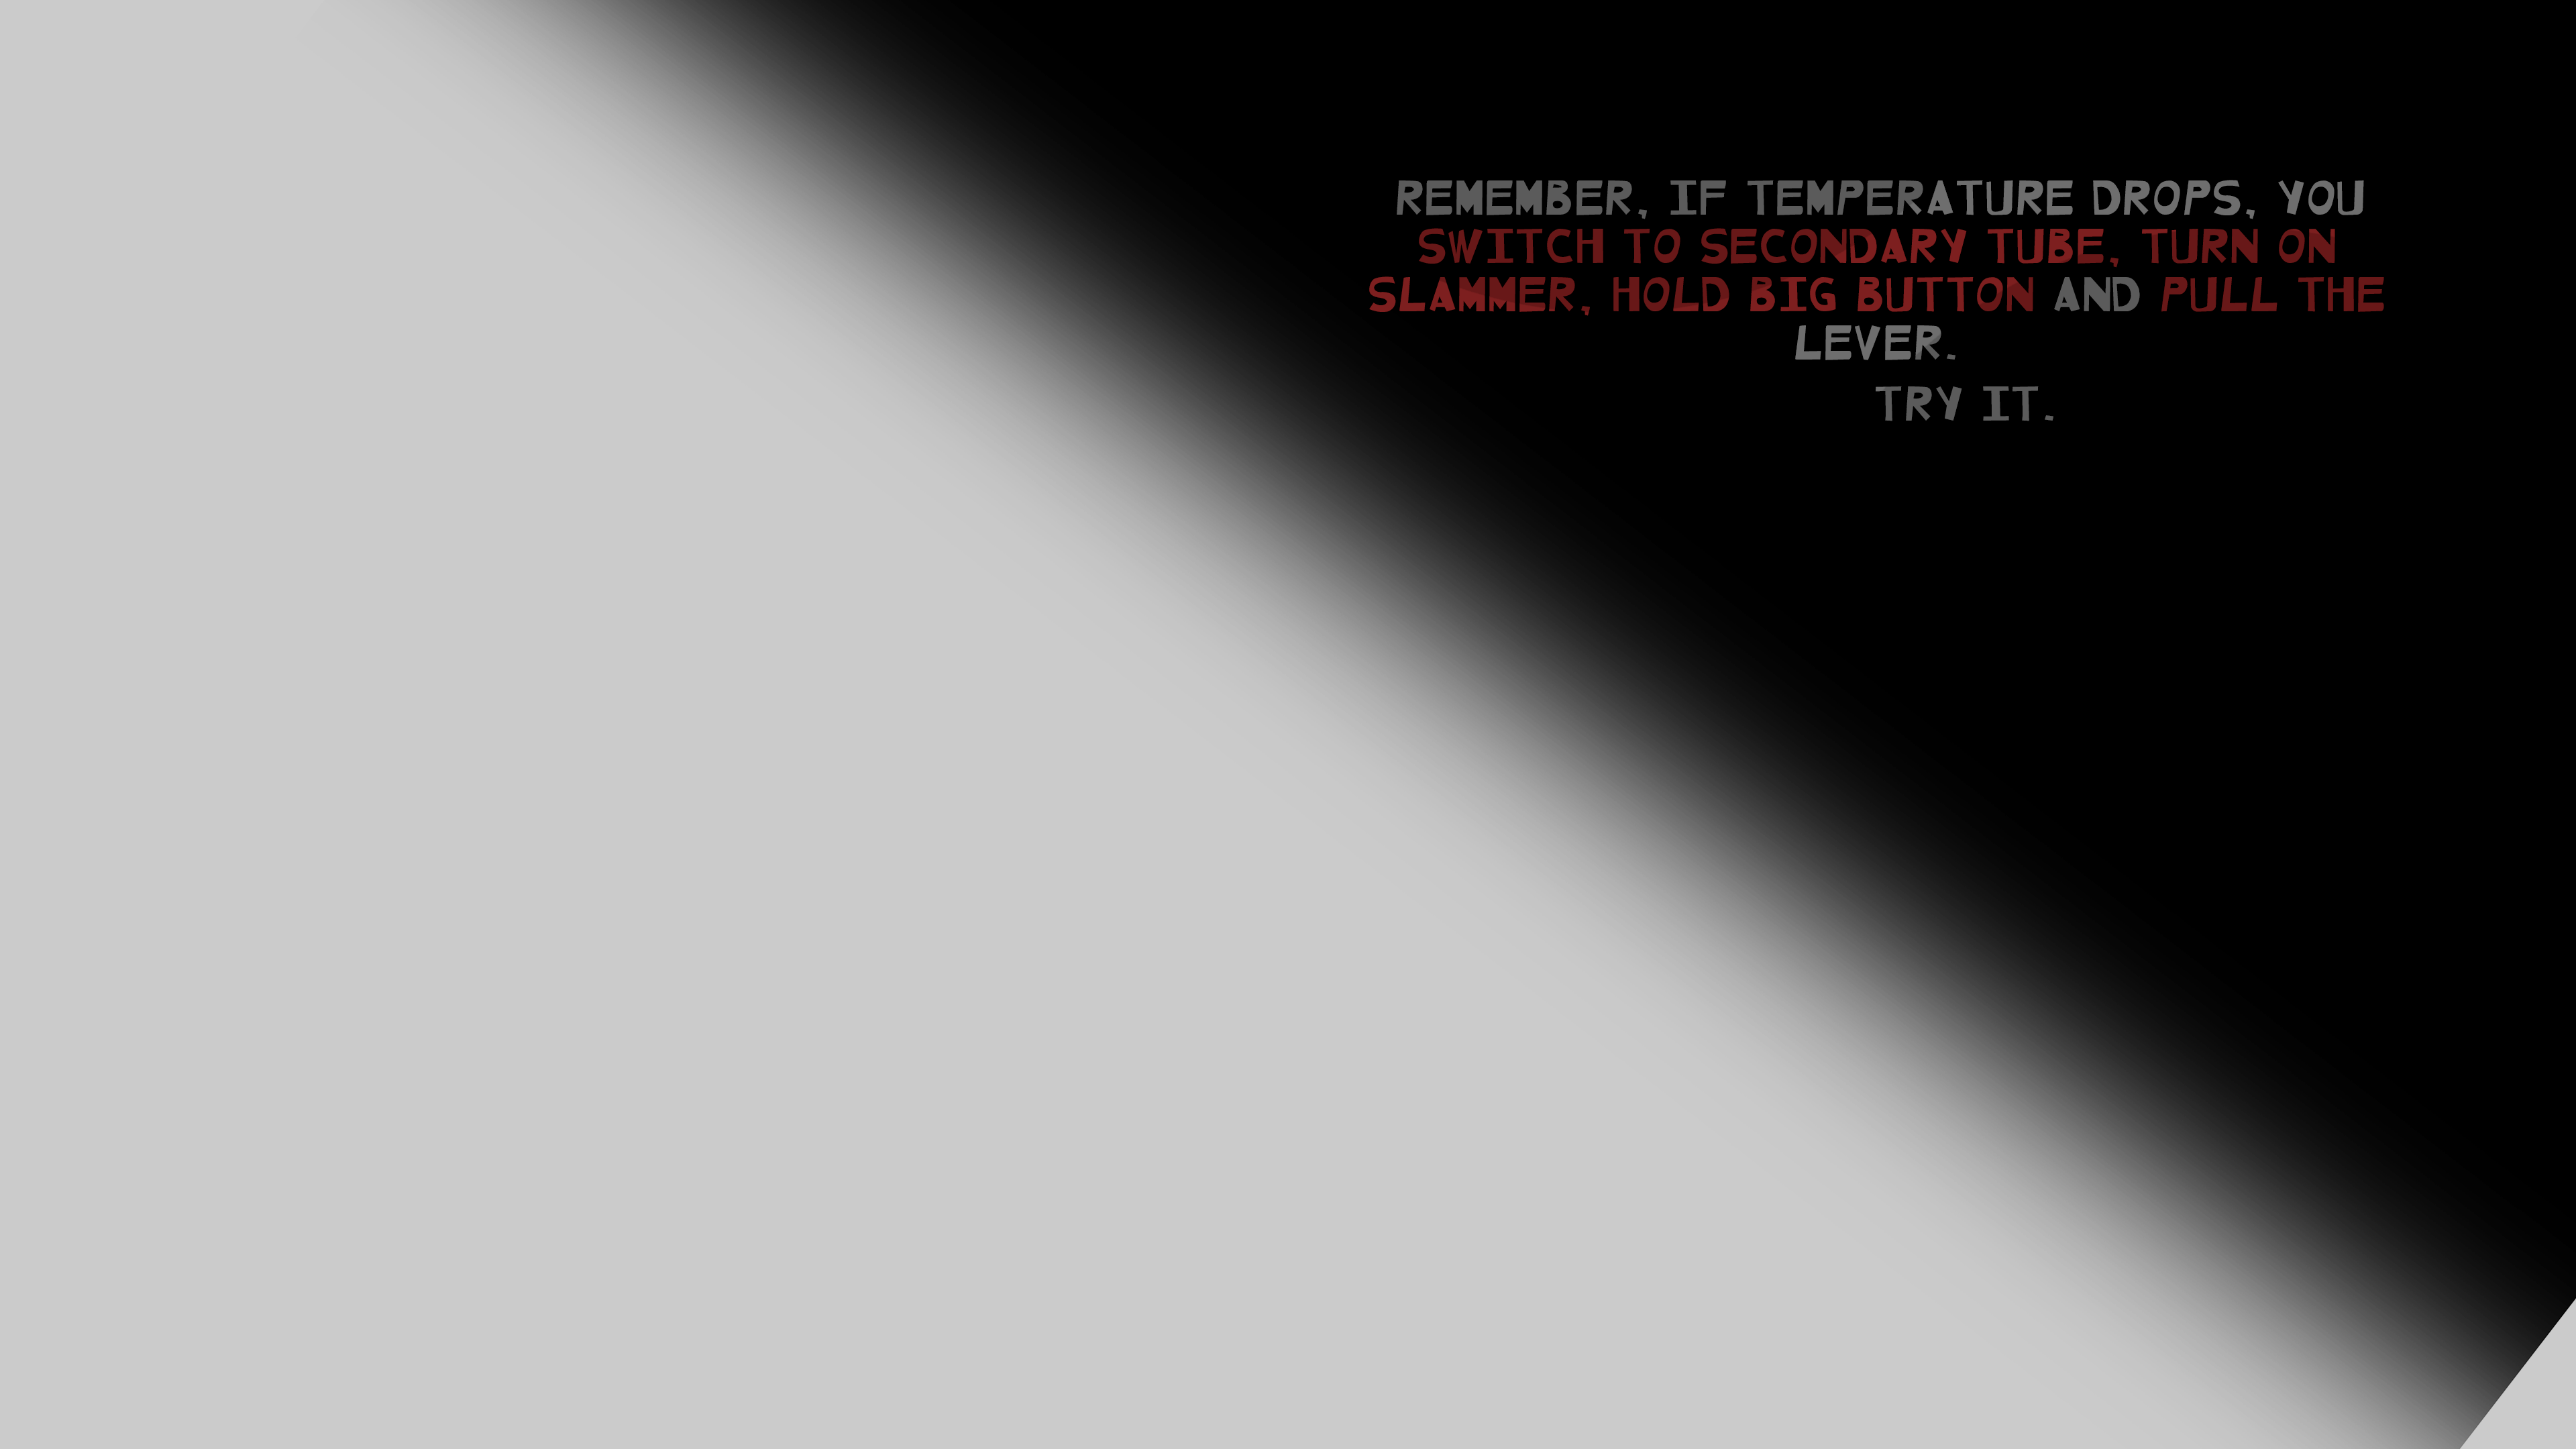 REMEMBER, IF TEMPERATURE DROPS, YOU
SWITCH TO SECONDARY TUBE, TURN ON
SLAMMER, HOLD BIG BUTTON AND PULL THE
LEVER.
TRY IT.